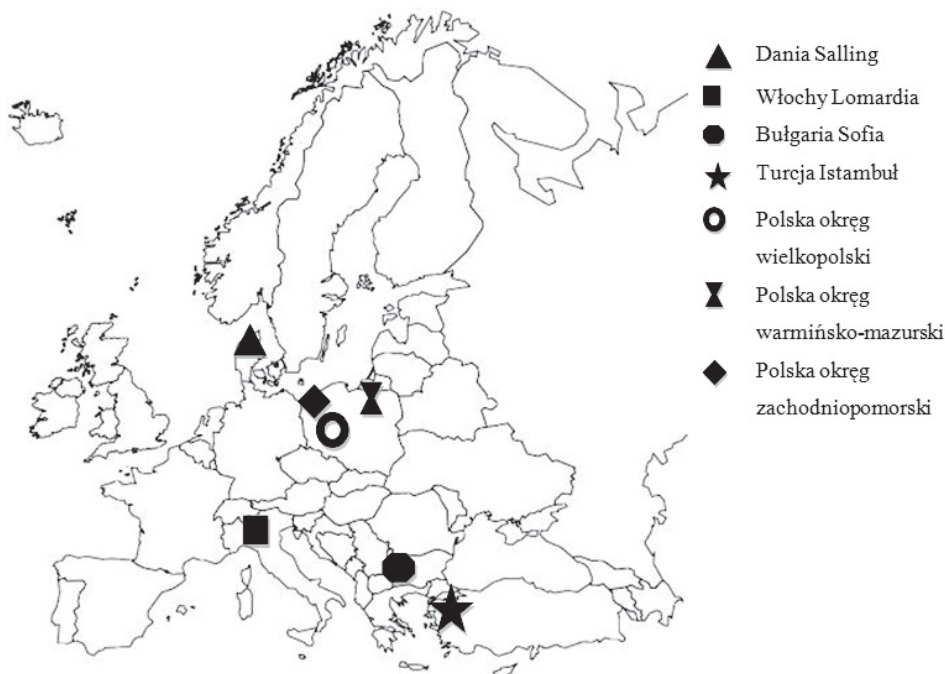 Dania Salling
Włochy Lomardia
Bułgaria Sofia
Turcja Istambuł
Polska okręg
wielkopolski
Polska okręg
warmińsko-mazurski
Polska okręg
zachodniopomorski